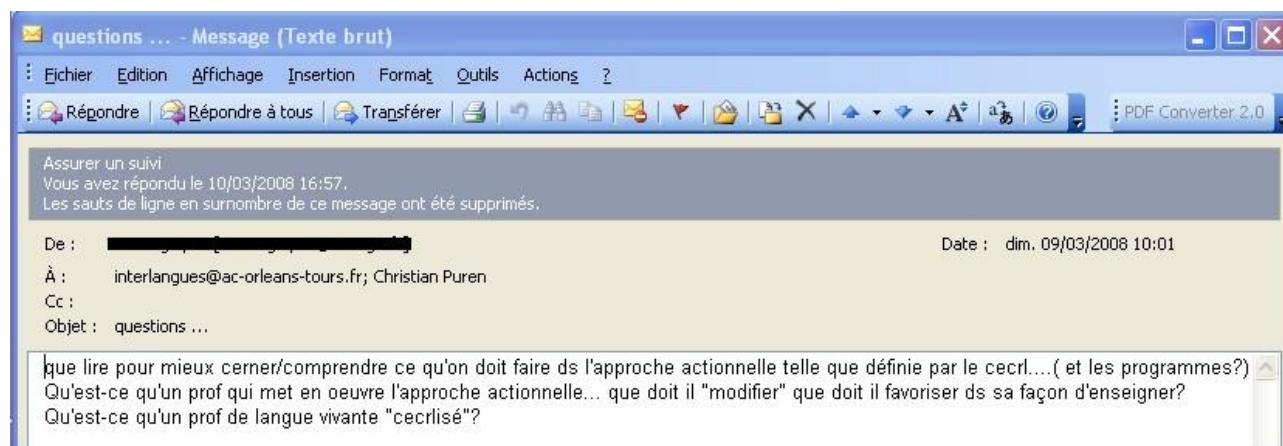 questions ... - Message (Texte brut)
Fichier Edition Affichage Insertion Format Outils Actions ?
Répondre Répondre à tous Transférer PDF Converter 2.0
Assurer un suivi
Vous avez répondu le 10/03/2008 16:57.
Les sauts de ligne en surnombre de ce message ont été supprimés.
De : Date : dim. 09/03/2008 10:01
À : interlangues@ac-orleans-tours.fr; Christian Puren
Cc :
Objet : questions ...
que lire pour mieux cerner/comprendre ce qu'on doit faire ds l'approche actionnelle telle que définie par le cecrl....( et les programmes?)
Qu'est-ce qu'un prof qui met en oeuvre l'approche actionnelle... que doit il "modifier" que doit il favoriser ds sa façon d'enseigner?
Qu'est-ce qu'un prof de langue vivante "cecrlisé"?